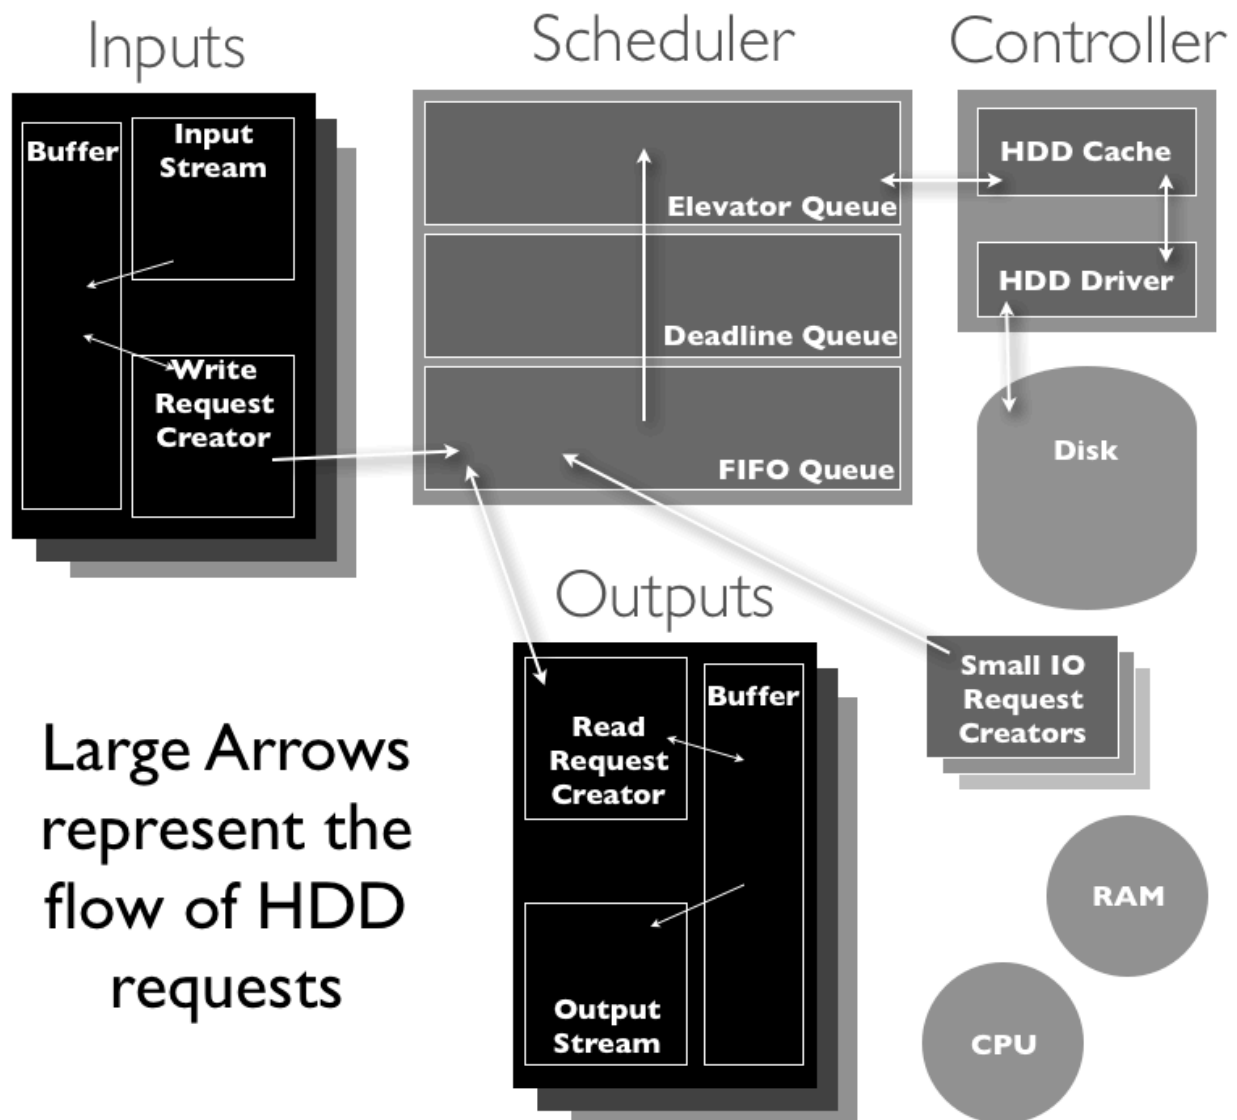 Inputs
Scheduler
Controller
Buffer
Input
Stream
Write
Request
Creator
Elevator Queue
Deadline Queue
FIFO Queue
HDD Cache
HDD Driver
Disk
Outputs
Read
Request
Creator
Buffer
Output
Stream
Small IO
Request
Creators
RAM
CPU
Large Arrows
represent the
flow of HDD
requests